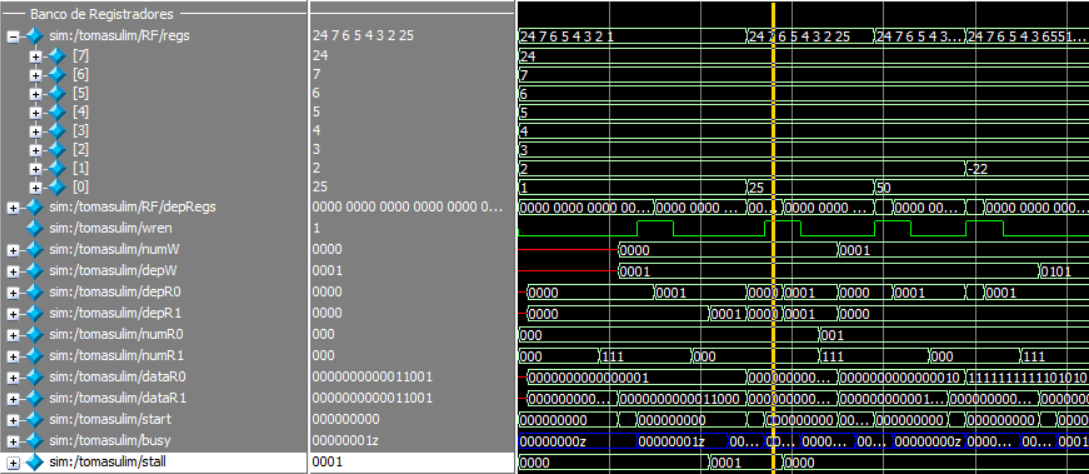 Banco de Registradores
sim:/tomasulim/RF/regs 24 7 6 5 4 3 2 25 24 7 6 5 4 3 2 1 24 7 6 5 4 3 2 25 24 7 6 5 4 3... 24 7 6 5 4 3 6551...
[7] 24 24
[6] 7 7
[5] 6 6
[4] 5 5
[3] 4 4
[2] 3 3
[1] 2 2 -22
[0] 25 1 25 50
sim:/tomasulim/RF/depRegs 0000 0000 0000 0000 0000 0... 0000 0000 0000 00... 0000 0000 ... 00... 0000 0000 ... 0000 00... 0000 0000 000...
sim:/tomasulim/wren 1
sim:/tomasulim/numW 0000 0000 0001
sim:/tomasulim/depW 0001 0001 0101
sim:/tomasulim/depR0 0000 0000 0001 0000 0001 0000 0001 0001
sim:/tomasulim/depR1 0000 0000 0001 0000 0001 0000
sim:/tomasulim/numR0 000 000 001
sim:/tomasulim/numR1 000 000 111 000 111 000 111
sim:/tomasulim/dataR0 0000000000011001 0000000000000001 000000000... 0000000000000010 1111111111101010
sim:/tomasulim/dataR1 0000000000011001 000000000... 0000000000011000 000000000... 0000000000001... 000000000... 0000000
sim:/tomasulim/start 000000000 000000000 000000000 000000000 00... 000000000 000000000 0000
sim:/tomasulim/busy 00000001z 00000000z 00000001z 00... 00... 0000... 00... 00000000z 0000... 00... 0001
sim:/tomasulim/stall 0001 0000 0001 0000